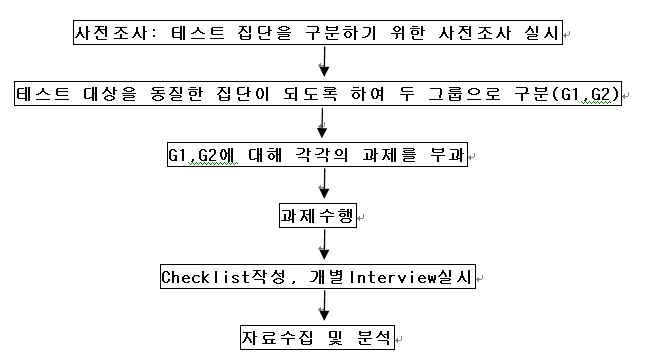 사전조사: 테스트 집단을 구분하기 위한 사전조사 실시
테스트 대상을 동질한 집단이 되도록 하여 두 그룹으로 구분(G1,G2)
G1,G2에 대해 각각의 과제를 부과
과제수행
Checklist작성, 개별Interview실시
자료수집 및 분석